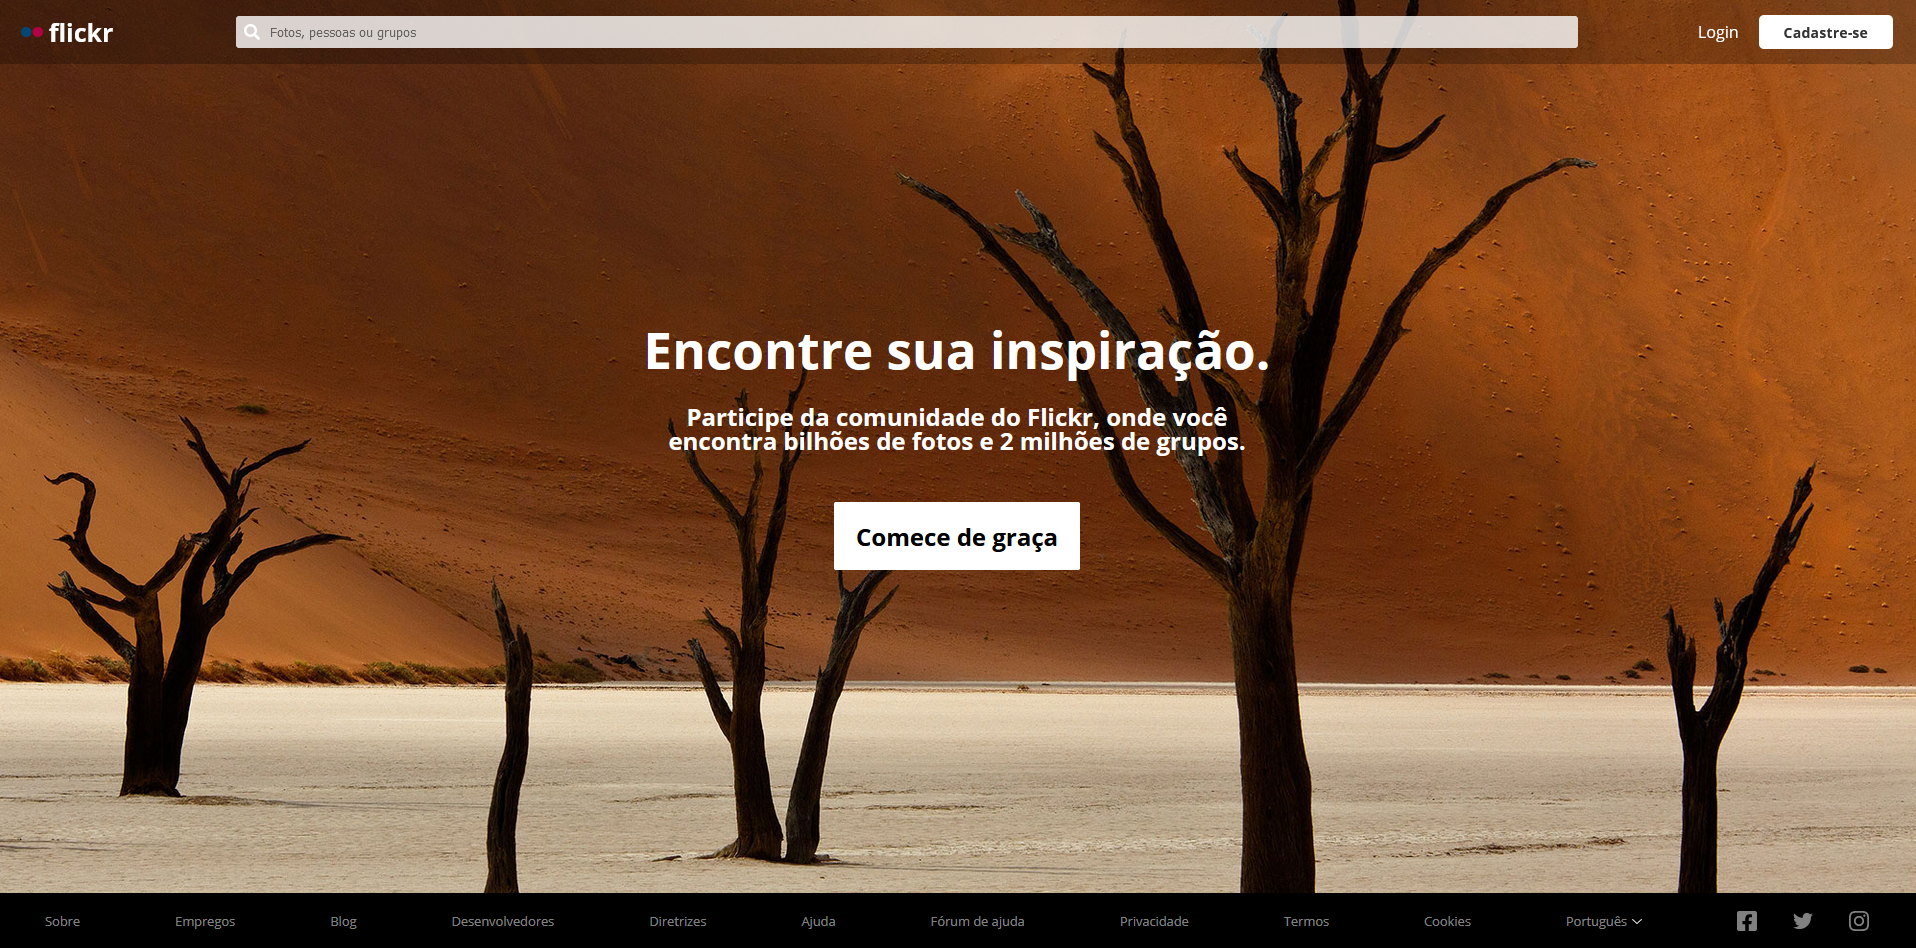 flickr
Fotos, pessoas ou grupos
Login
Cadastre-se
Encontre sua inspiração.
Participe da comunidade do Flickr, onde você
encontra bilhões de fotos e 2 milhões de grupos.
Comece de graça
Sobre
Empregos
Blog
Desenvolvedores
Diretrizes
Ajuda
Fórum de ajuda
Privacidade
Termos
Cookies
Português